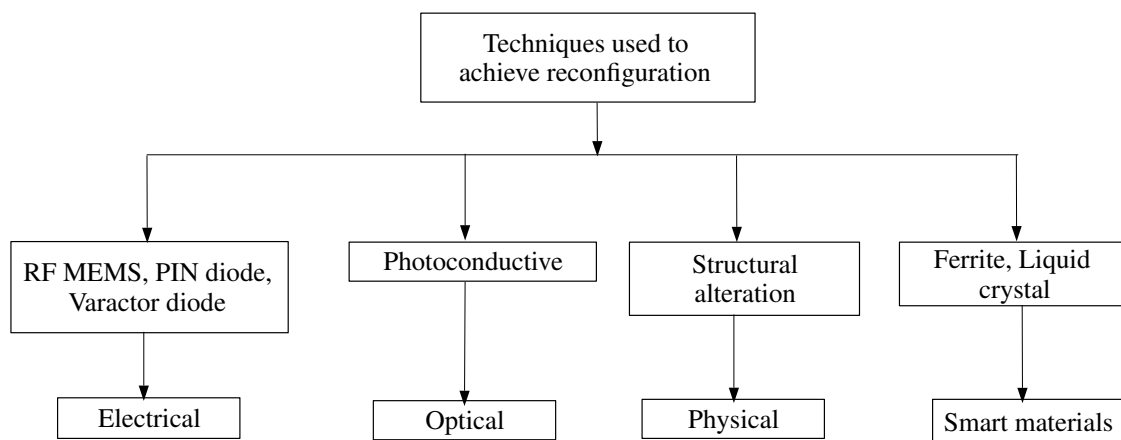 Techniques used to
achieve reconfiguration
RF MEMS, PIN diode,
Varactor diode
Photoconductive
Structural
alteration
Ferrite, Liquid
crystal
Electrical
Optical
Physical
Smart materials